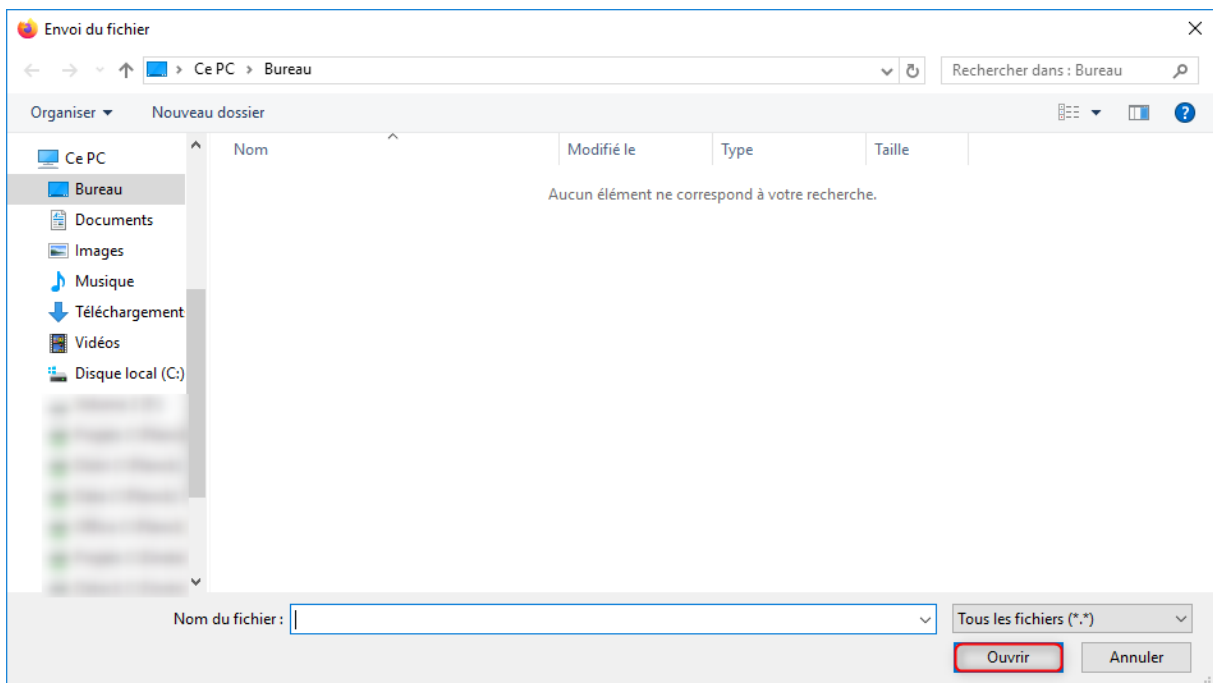 Envoi du fichier
Ce PC > Bureau
Rechercher dans : Bureau
Organiser
Nouveau dossier
Ce PC
Nom
Modifié le
Type
Taille
Bureau
Aucun élément ne correspond à votre recherche.
Documents
Images
Musique
Téléchargement
Vidéos
Disque local (C:)
Nom du fichier :
Tous les fichiers (*.*)
Ouvrir
Annuler